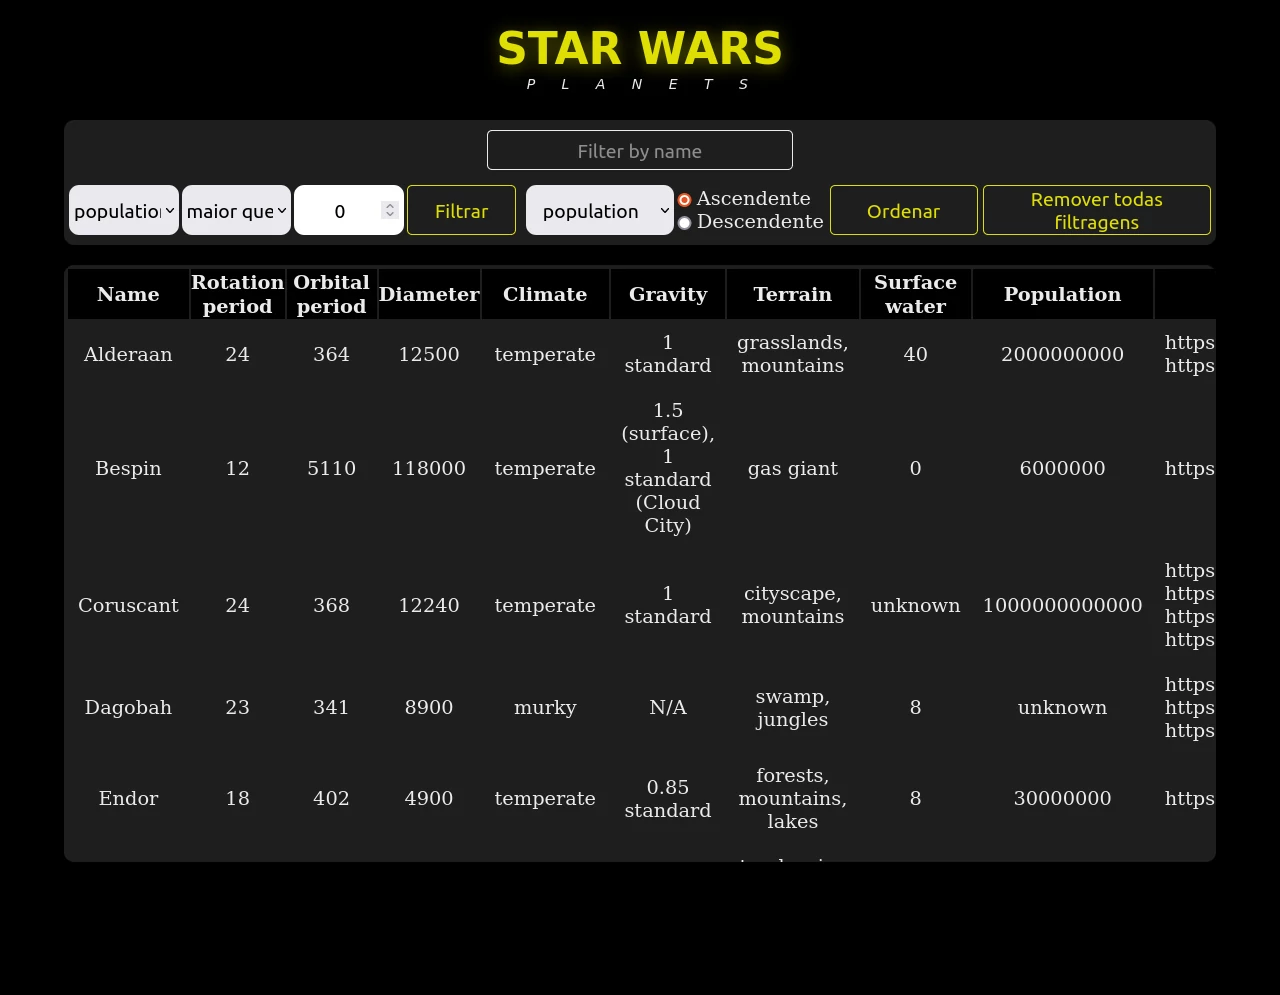 STAR WARS
P L A N E T S
Filter by name
population maior que 0 Filtrar population Ascendente Descendente Ordenar Remover todas filtragens
Name Rotation period Orbital period Diameter Climate Gravity Terrain Surface water Population
Alderaan 24 364 12500 temperate 1 standard grasslands, mountains 40 2000000000 https https
Bespin 12 5110 118000 temperate 1.5 (surface), 1 standard (Cloud City) gas giant 0 6000000 https
Coruscant 24 368 12240 temperate 1 standard cityscape, mountains unknown 1000000000000 https https https https
Dagobah 23 341 8900 murky N/A swamp, jungles 8 unknown https https https
Endor 18 402 4900 temperate 0.85 standard forests, mountains, lakes 8 30000000 https